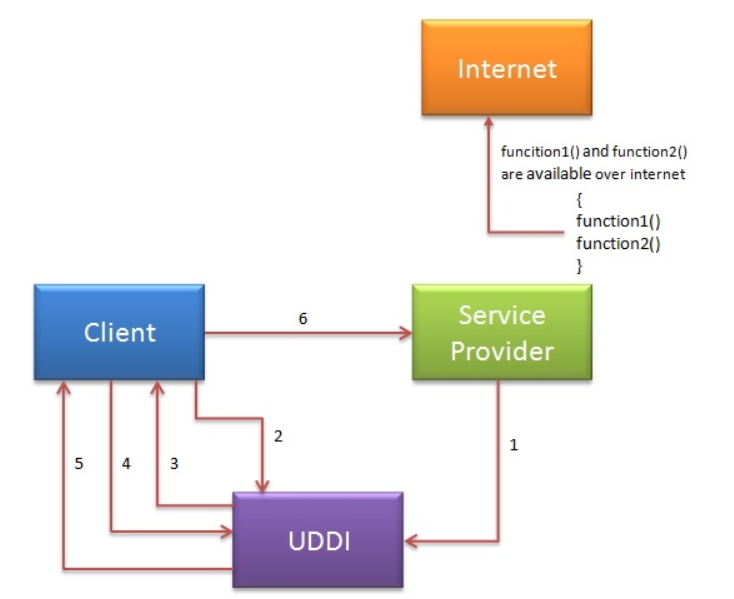 Internet
funcition1() and function2()
are available over internet
{
function1()
function2()
}
Client
6
Service
Provider
2
1
5
4
3
UDDI